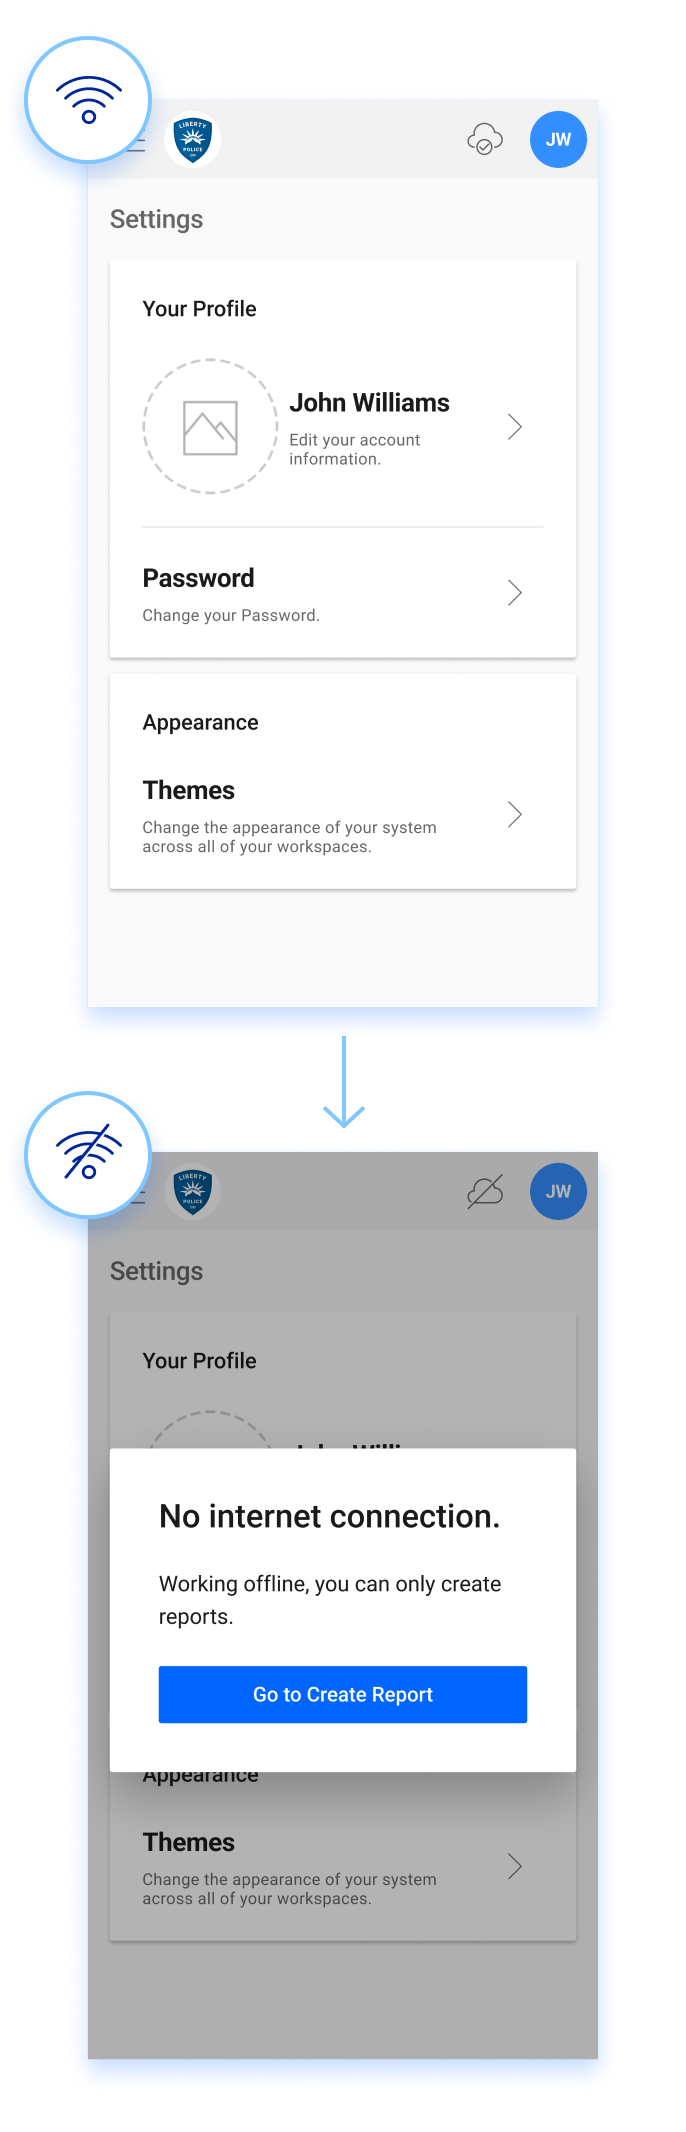 LIBERTY
POLICE
CO
JW
Settings
Your Profile
John Williams
Edit your account
information.
Password
Change your Password.
Appearance
Themes
Change the appearance of your system
across all of your workspaces.
LIBERTY
POLICE
CO
JW
Settings
Your Profile
No internet connection.
Working offline, you can only create
reports.
Go to Create Report
Appearance
Themes
Change the appearance of your system
across all of your workspaces.